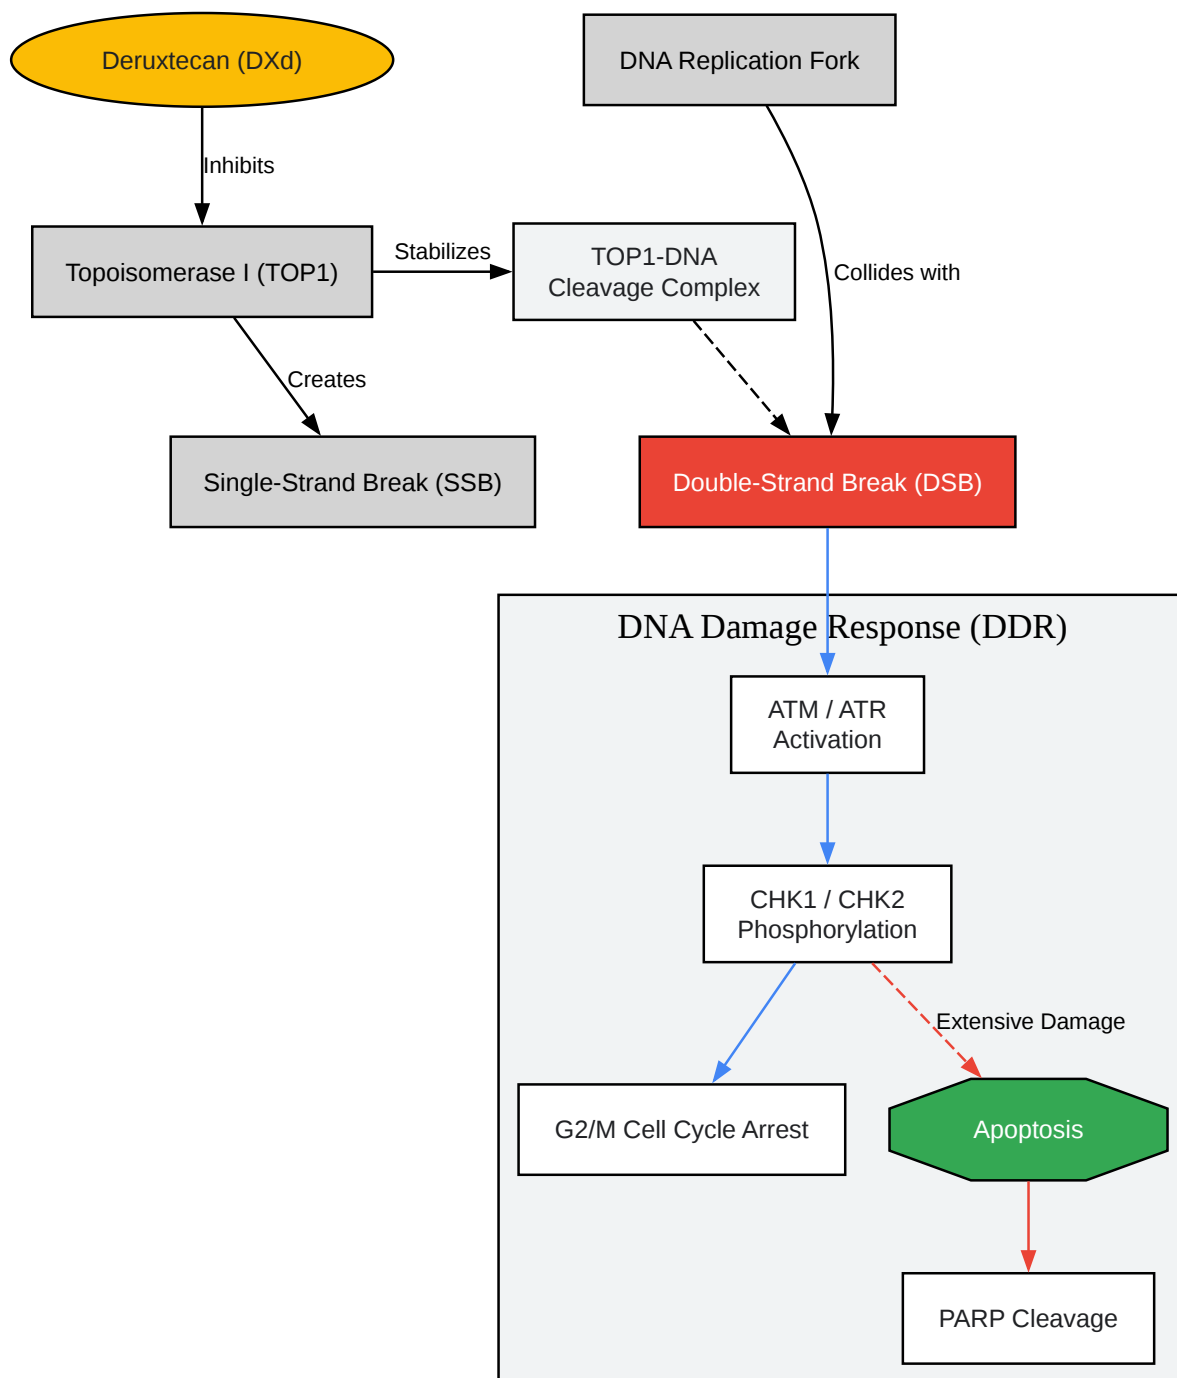 Deruxtecan (DXd)
DNA Replication Fork
Inhibits
Topoisomerase I (TOP1)
Stabilizes
TOP1-DNA
Cleavage Complex
Collides with
Creates
Single-Strand Break (SSB)
Double-Strand Break (DSB)
DNA Damage Response (DDR)
ATM / ATR
Activation
CHK1 / CHK2
Phosphorylation
Extensive Damage
G2/M Cell Cycle Arrest
Apoptosis
PARP Cleavage